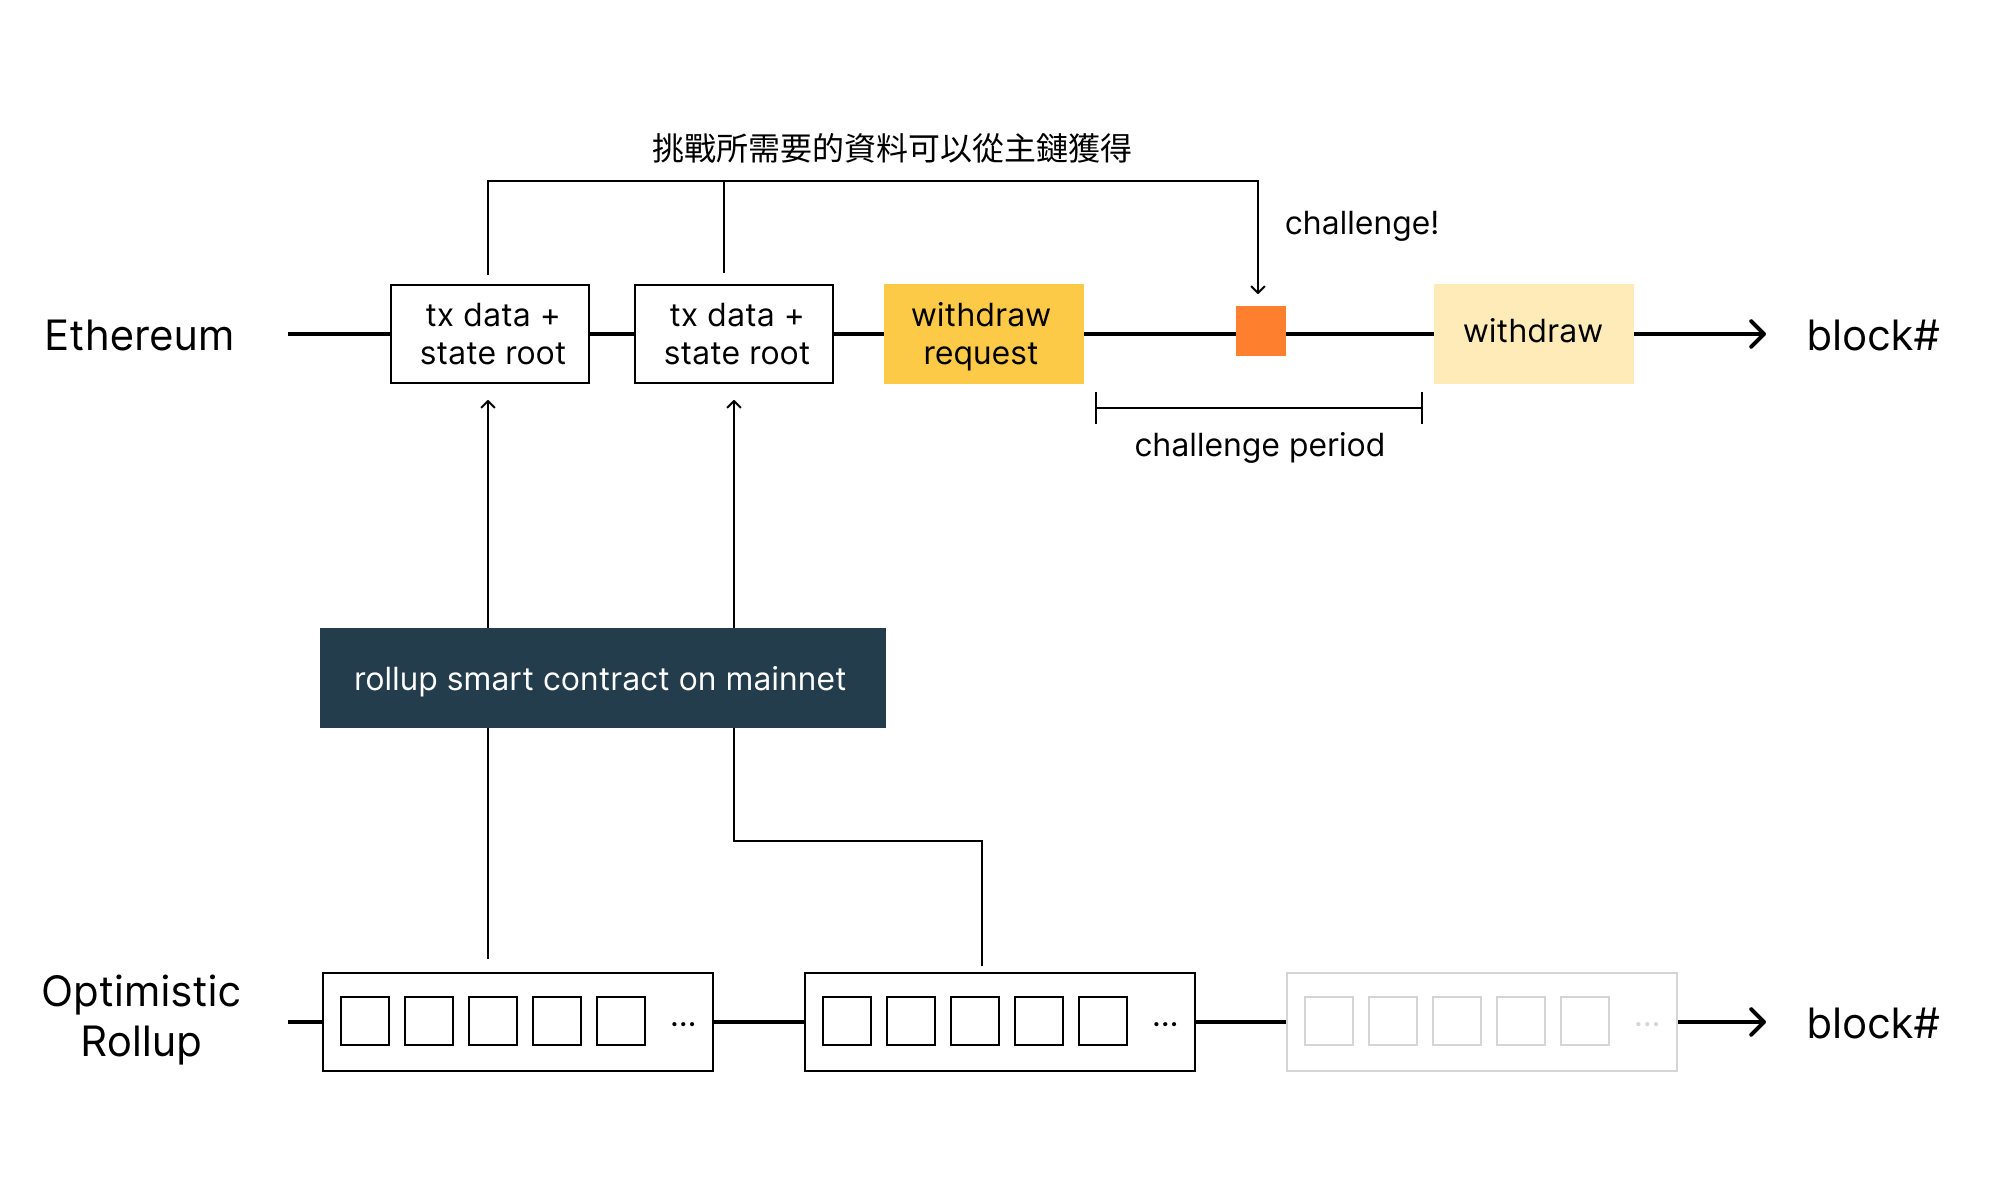 挑戰所需要的資料可以從主鏈獲得
challenge!
Ethereum
tx data +
state root
tx data +
state root
withdraw
request
withdraw
block#
challenge period
rollup smart contract on mainnet
Optimistic
Rollup
...
...
...
block#